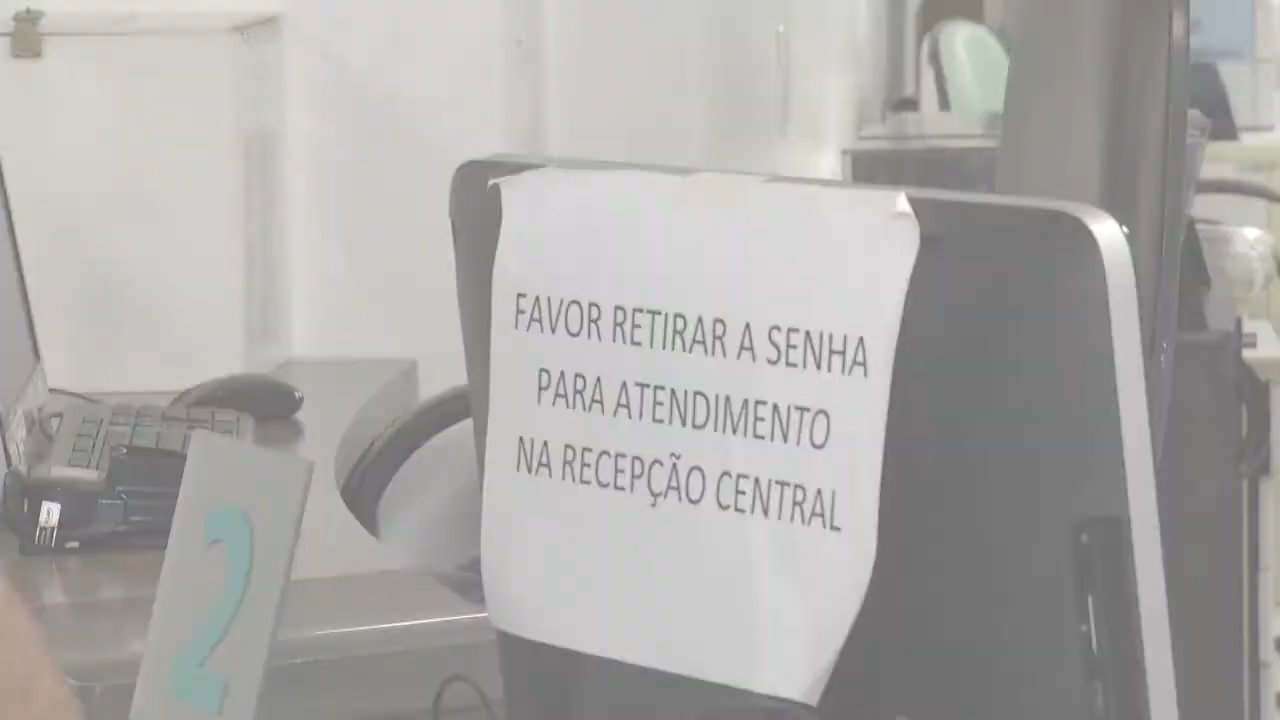 FAVOR RETIRAR A SENHA
PARA ATENDIMENTO
NA RECEPÇÃO CENTRAL
2